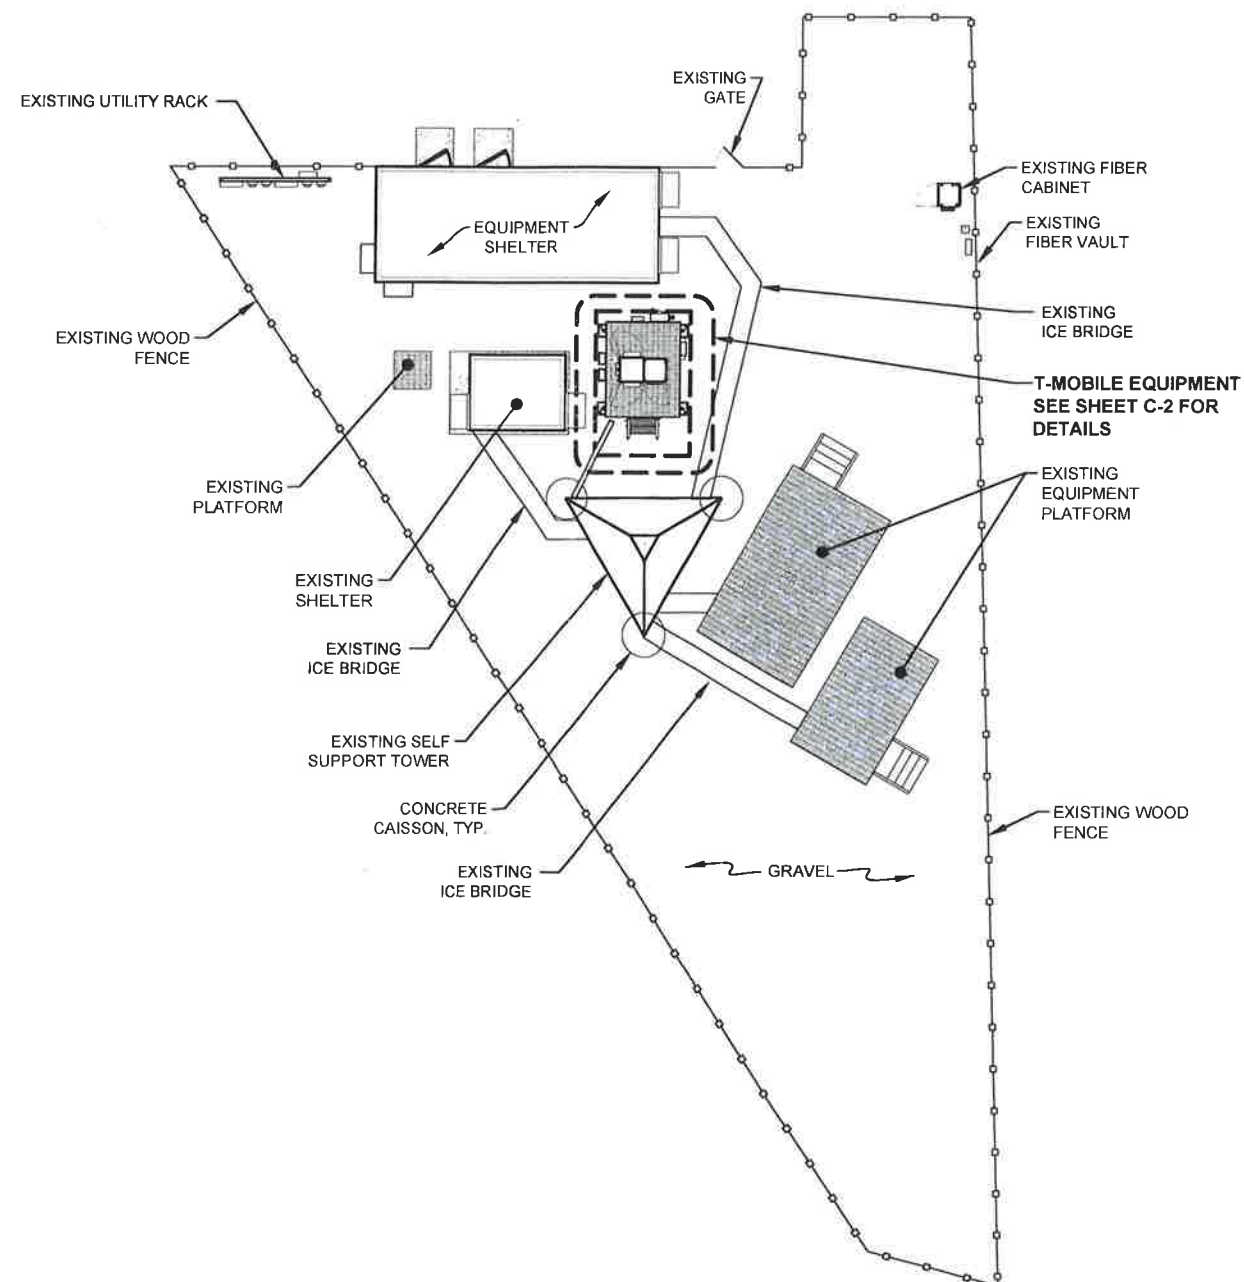 EXISTING
GATE
EXISTING UTILITY RACK
EXISTING FIBER
CABINET
EQUIPMENT
SHELTER
EXISTING
FIBER VAULT
EXISTING
ICE BRIDGE
EXISTING WOOD
FENCE
T-MOBILE EQUIPMENT
SEE SHEET C-2 FOR
DETAILS
EXISTING
PLATFORM
EXISTING
EQUIPMENT
PLATFORM
EXISTING
SHELTER
EXISTING
ICE BRIDGE
EXISTING SELF
SUPPORT TOWER
CONCRETE
CAISSON, TYP.
EXISTING WOOD
FENCE
EXISTING
ICE BRIDGE
GRAVEL